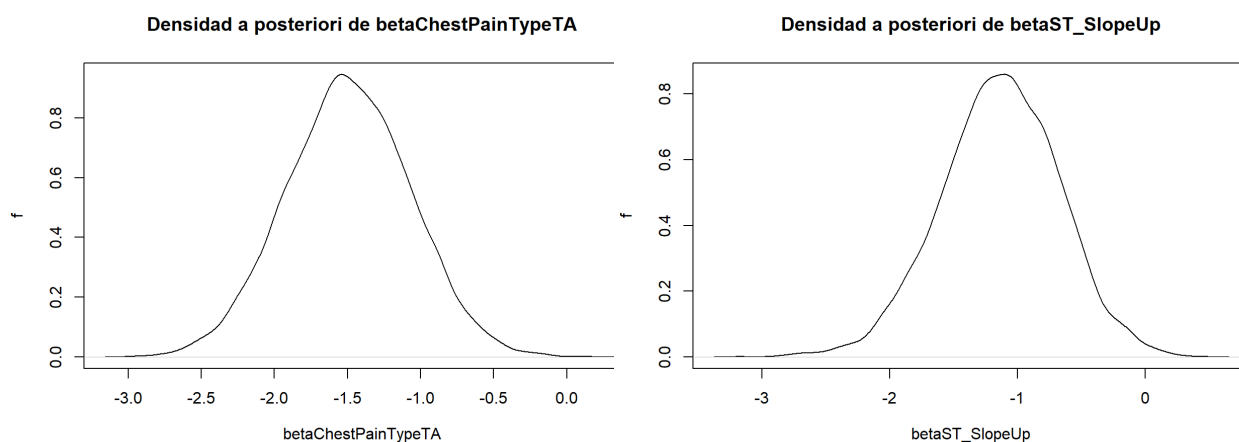 Densidad a posteriori de betaChestPainTypeTA
f
0.0 0.2 0.4 0.6 0.8
-3.0 -2.5 -2.0 -1.5 -1.0 -0.5 0.0
betaChestPainTypeTA
Densidad a posteriori de betaST_SlopeUp
f
0.0 0.2 0.4 0.6 0.8
-3 -2 -1 0
betaST_SlopeUp